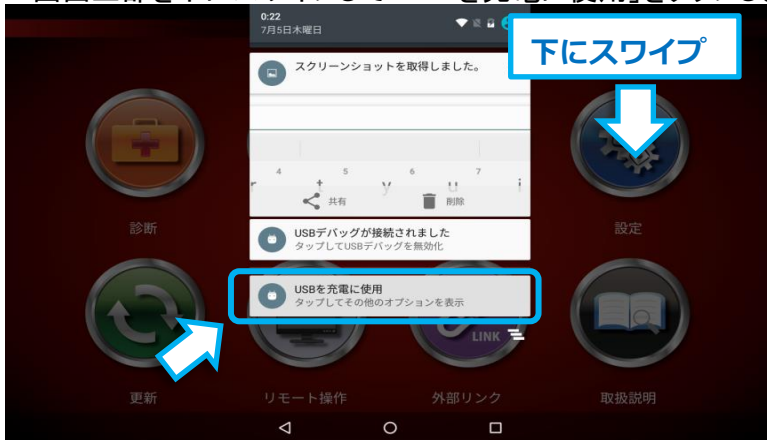 0:22
7月5日木曜日
下にスワイプ
スクリーンショットを取得しました。
4 5 6 7
r t y u i
共有 削除
診断
設定
USBデバッグが接続されました
タップしてUSBデバッグを無効化
USBを充電に使用
タップしてその他のオプションを表示
LINK
更新
リモート操作
外部リンク
取扱説明